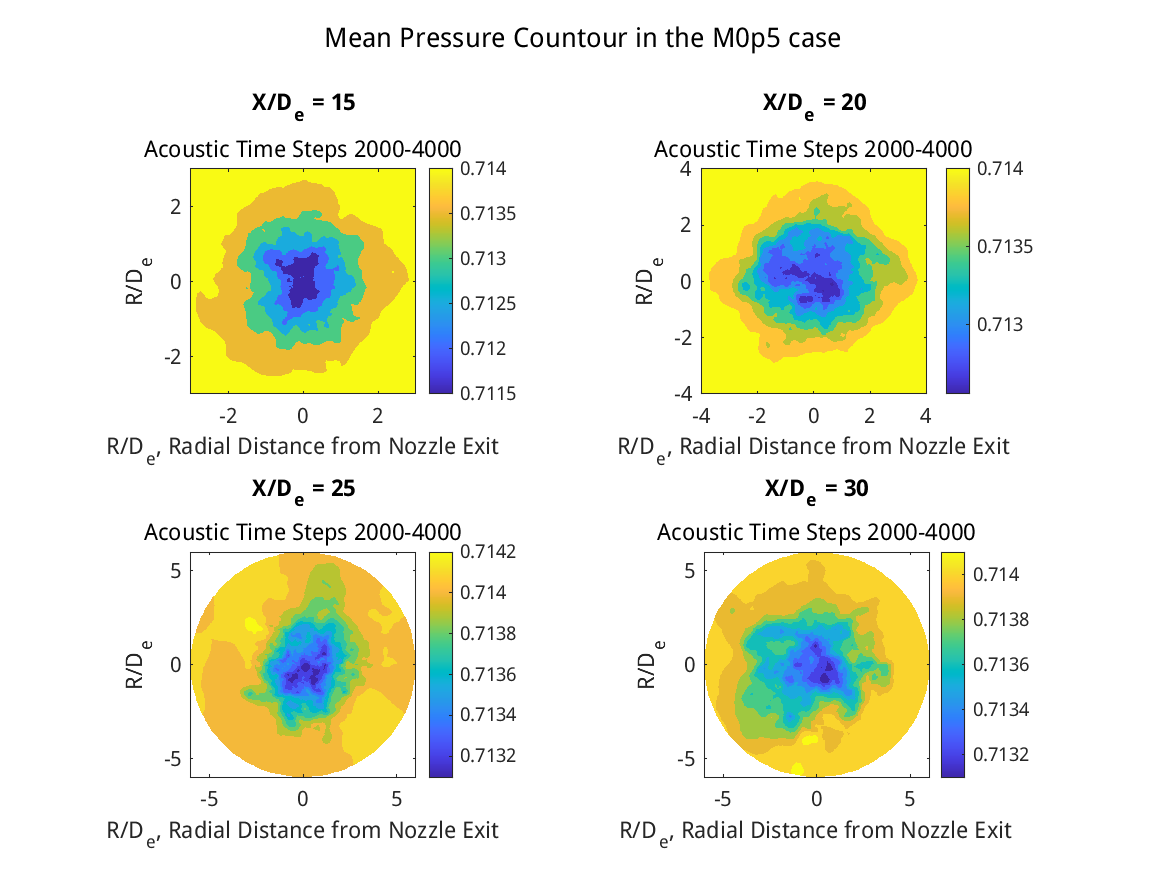 Mean Pressure Countour in the M0p5 case
X/De = 15
Acoustic Time Steps 2000-4000
2
0
-2
R/De
-2 0 2
R/De, Radial Distance from Nozzle Exit
0.714
0.7135
0.713
0.7125
0.712
0.7115
X/De = 20
Acoustic Time Steps 2000-4000
4
2
0
-2
-4
R/De
-4 -2 0 2 4
R/De, Radial Distance from Nozzle Exit
0.714
0.7135
0.713
X/De = 25
Acoustic Time Steps 2000-4000
5
0
-5
R/De
-5 0 5
R/De, Radial Distance from Nozzle Exit
0.7142
0.714
0.7138
0.7136
0.7134
0.7132
X/De = 30
Acoustic Time Steps 2000-4000
5
0
-5
R/De
-5 0 5
R/De, Radial Distance from Nozzle Exit
0.714
0.7138
0.7136
0.7134
0.7132